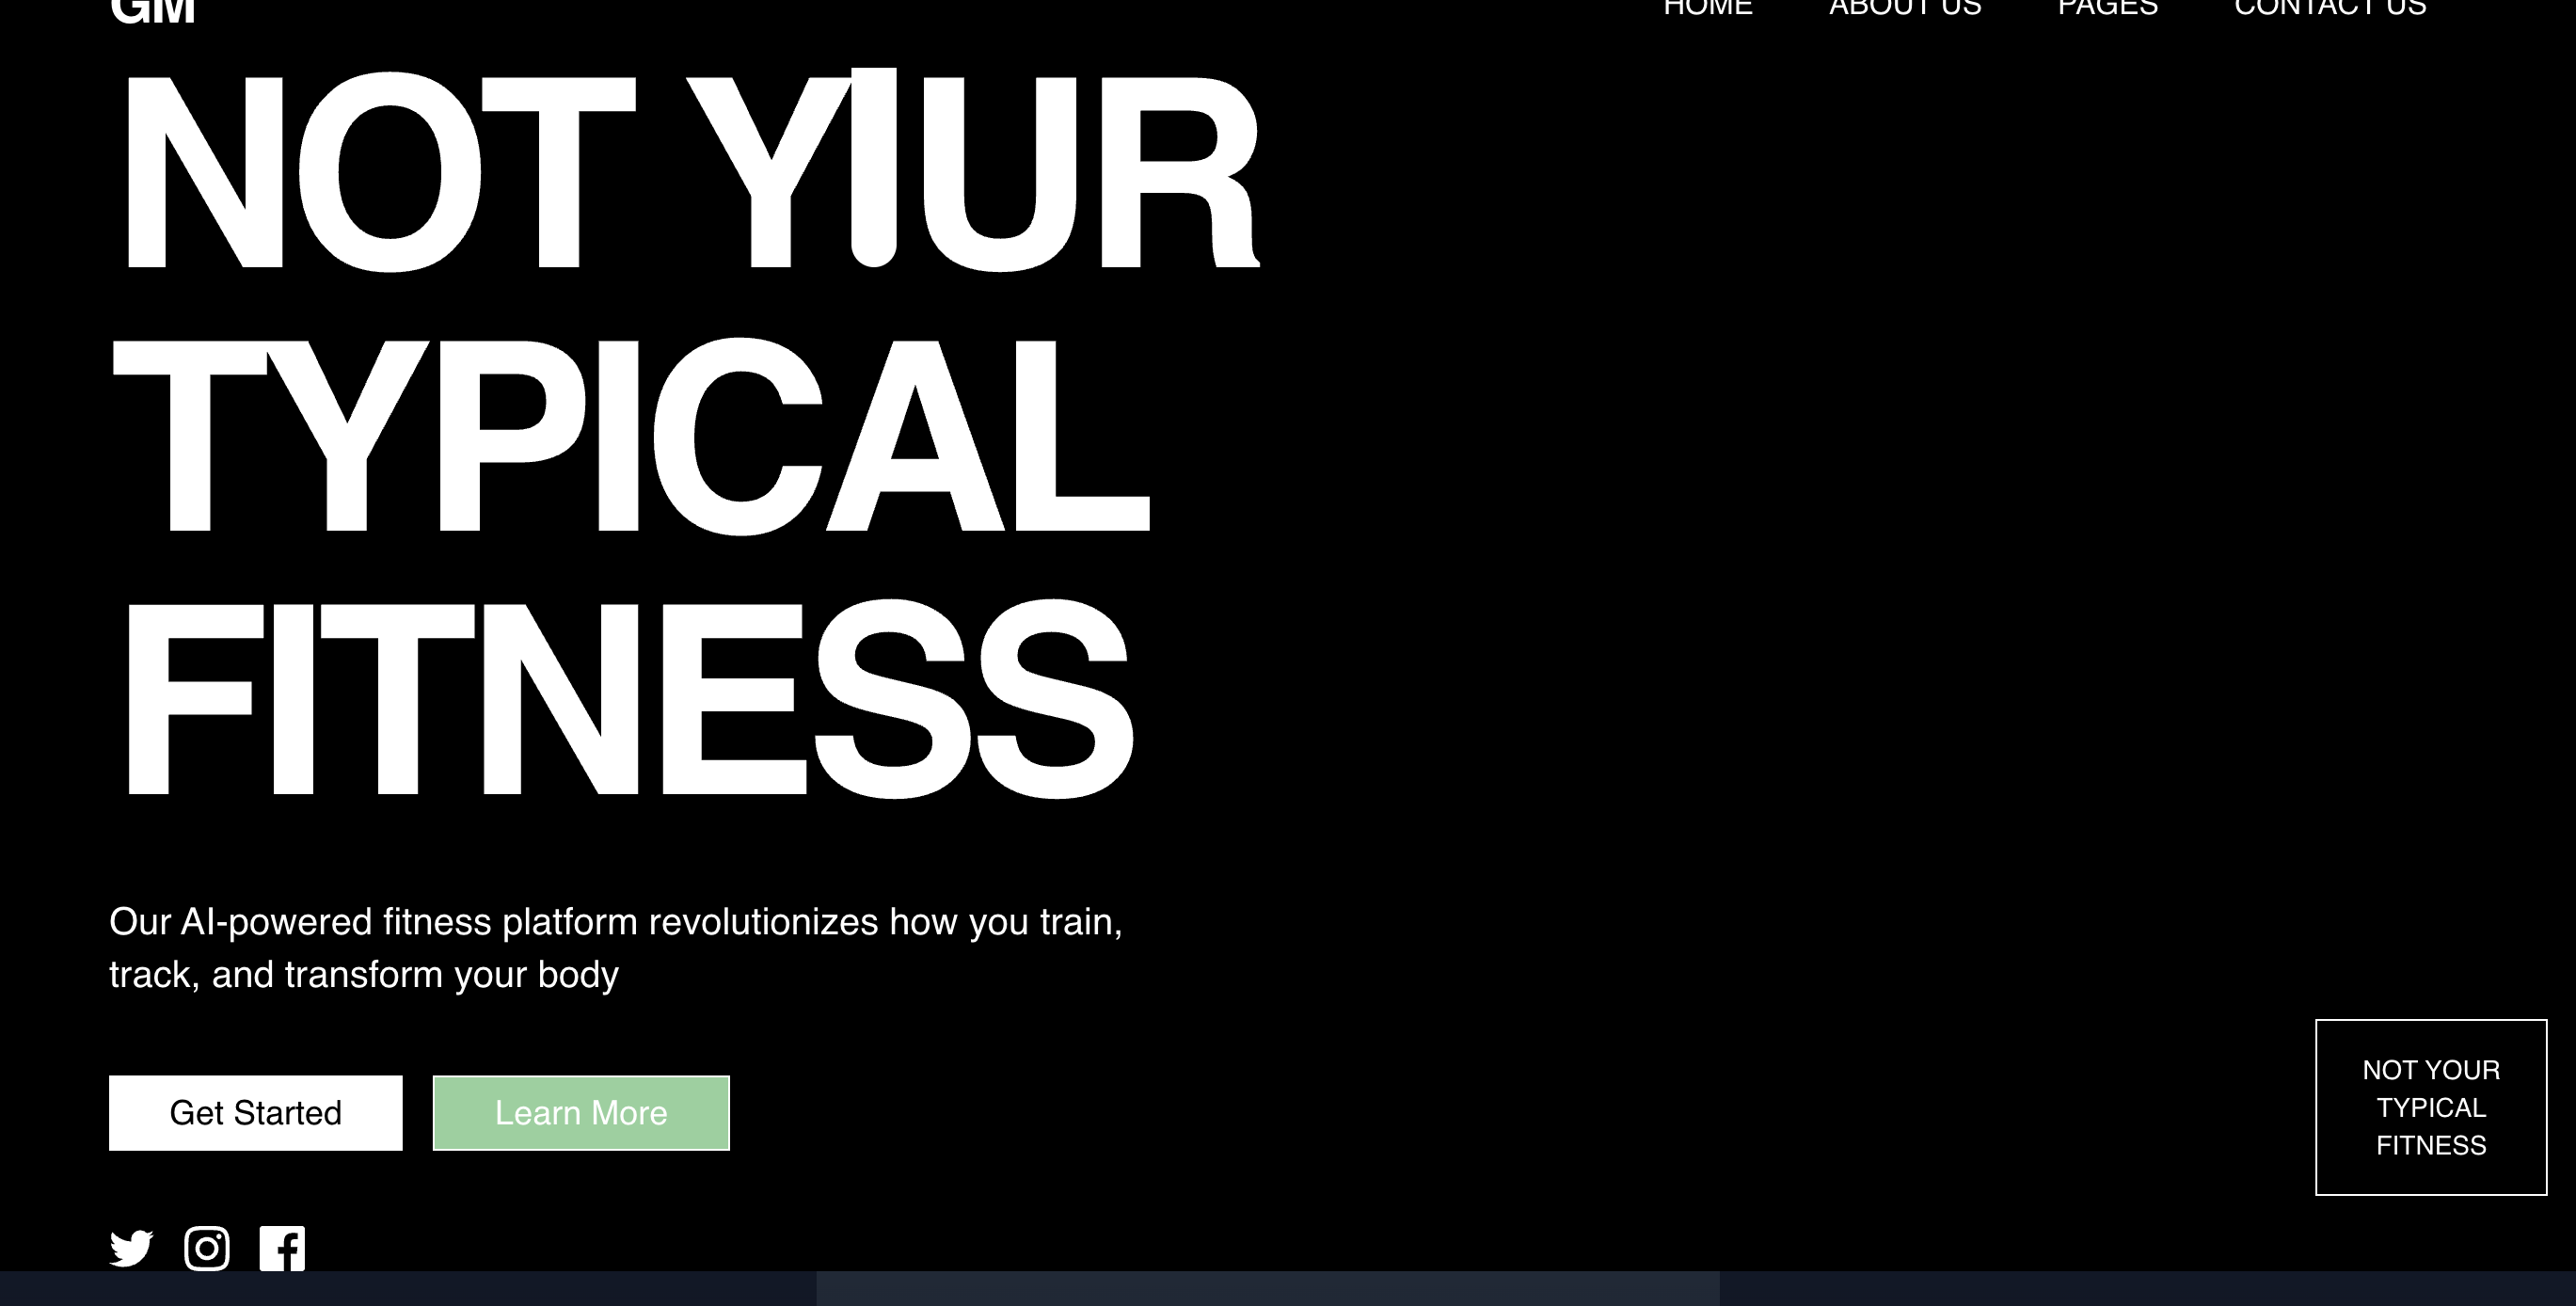 GM
HOME ABOUT US PAGES CONTACT US
NOT YIUR
TYPICAL
FITNESS
Our AI-powered fitness platform revolutionizes how you train,
track, and transform your body
Get Started Learn More
NOT YOUR
TYPICAL
FITNESS